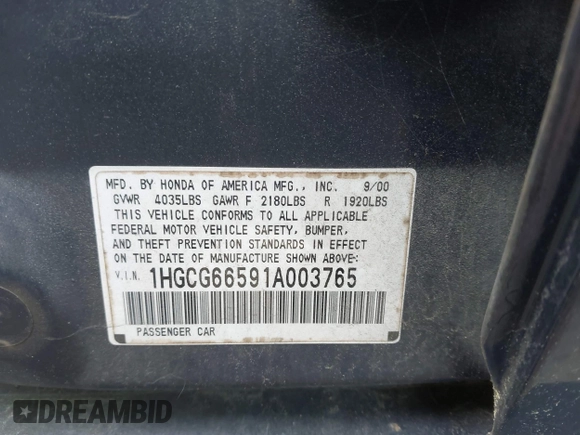 MFD. BY HONDA OF AMERICA MFG., INC. 9/00
GVWR 4035LBS GAWR F 2180LBS R 1920LBS
THIS VEHICLE CONFORMS TO ALL APPLICABLE
FEDERAL MOTOR VEHICLE SAFETY, BUMPER,
AND THEFT PREVENTION STANDARDS IN EFFECT
ON THE DATE OF MANUFACTURE SHOWN ABOVE:
V.I.N. 1HGCG66591A003765
PASSENGER CAR
DREAMBID